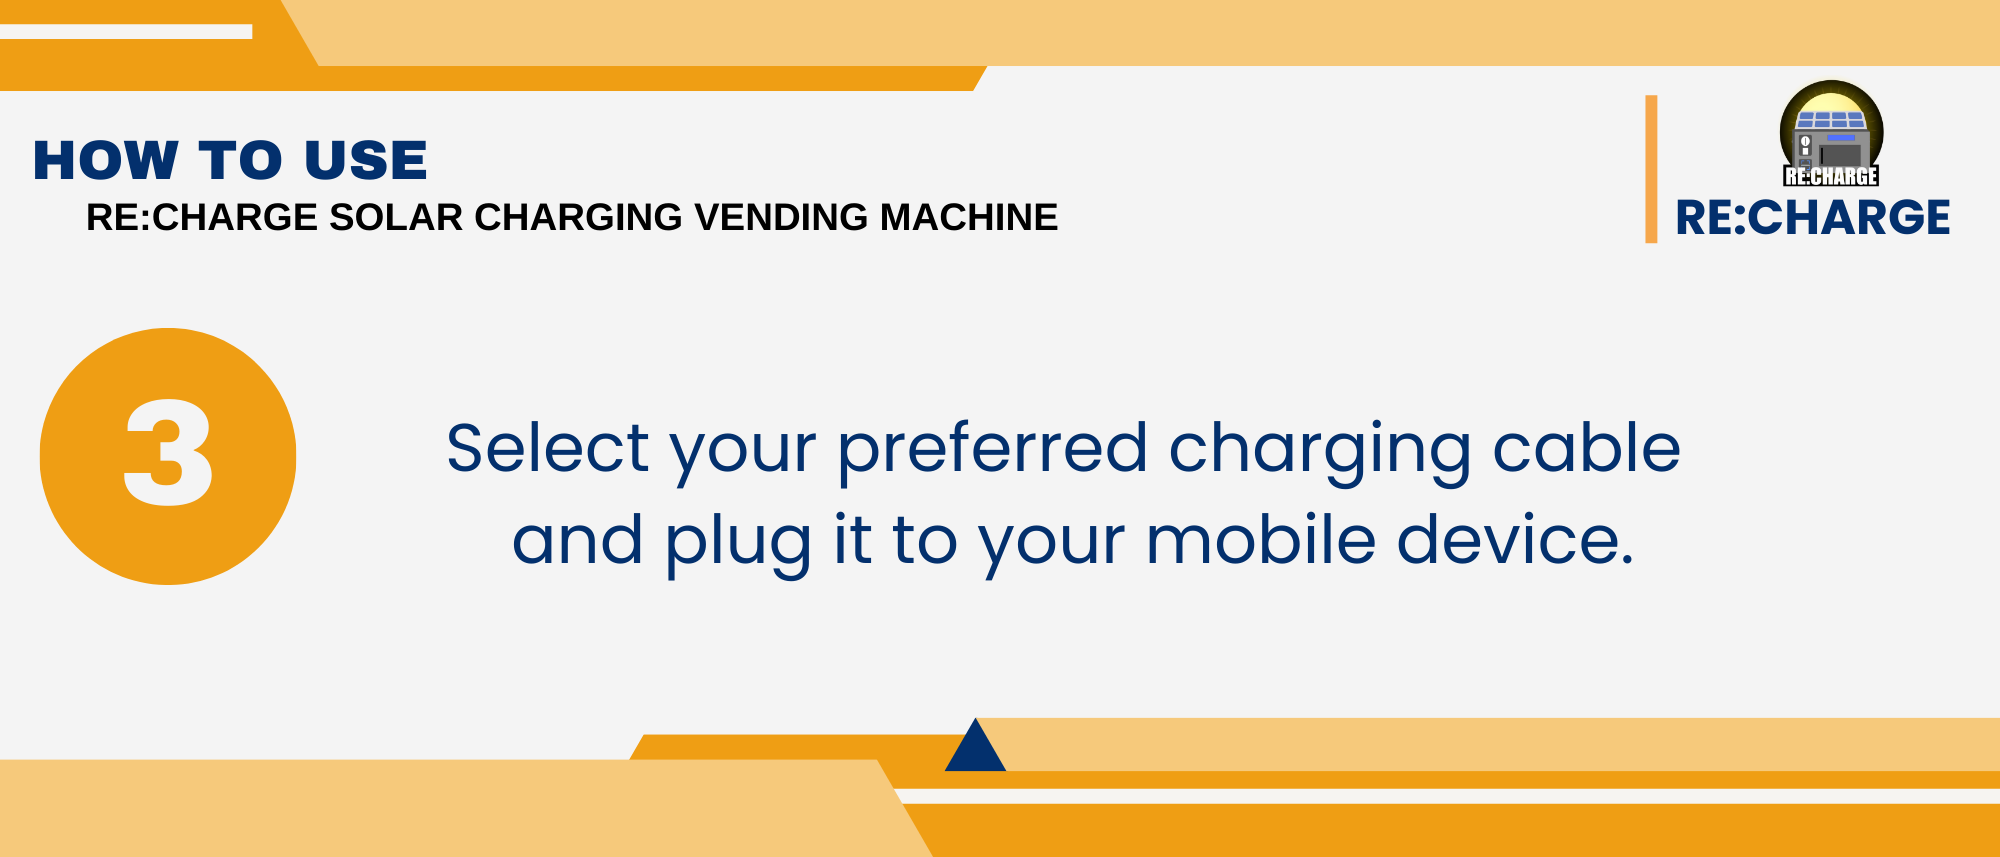 HOW TO USE
RE:CHARGE SOLAR CHARGING VENDING MACHINE
RE:CHARGE
RE:CHARGE
3
Select your preferred charging cable
and plug it to your mobile device.